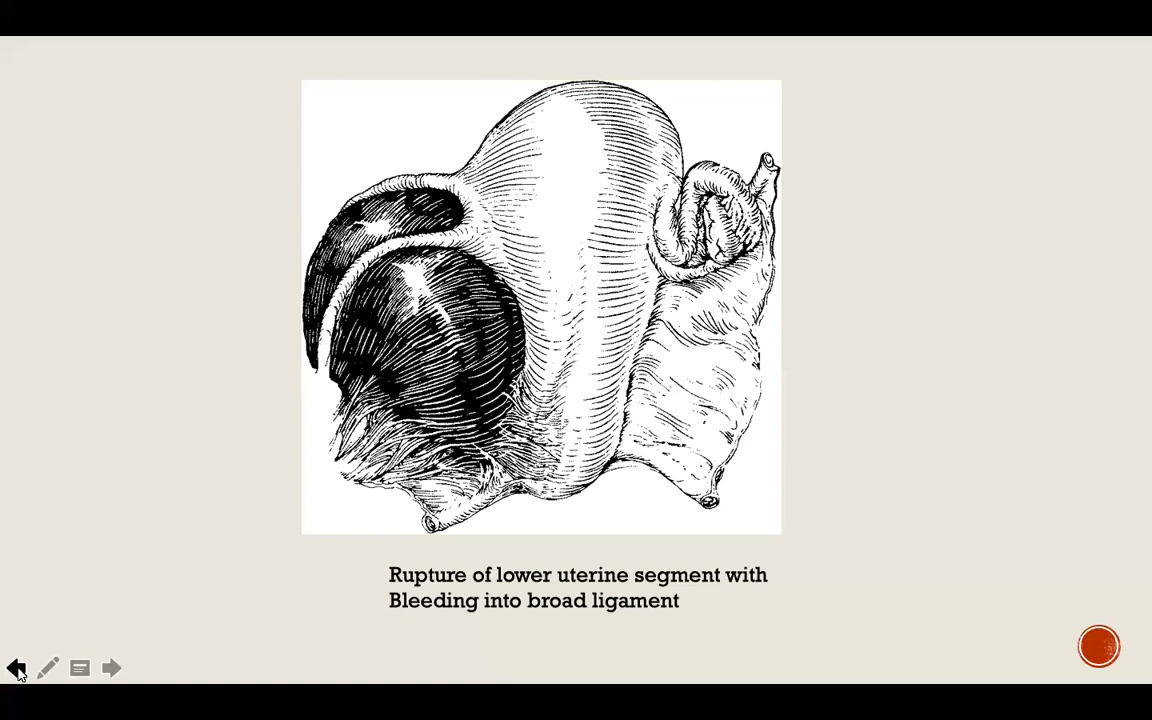 Rupture of lower uterine segment with
Bleeding into broad ligament